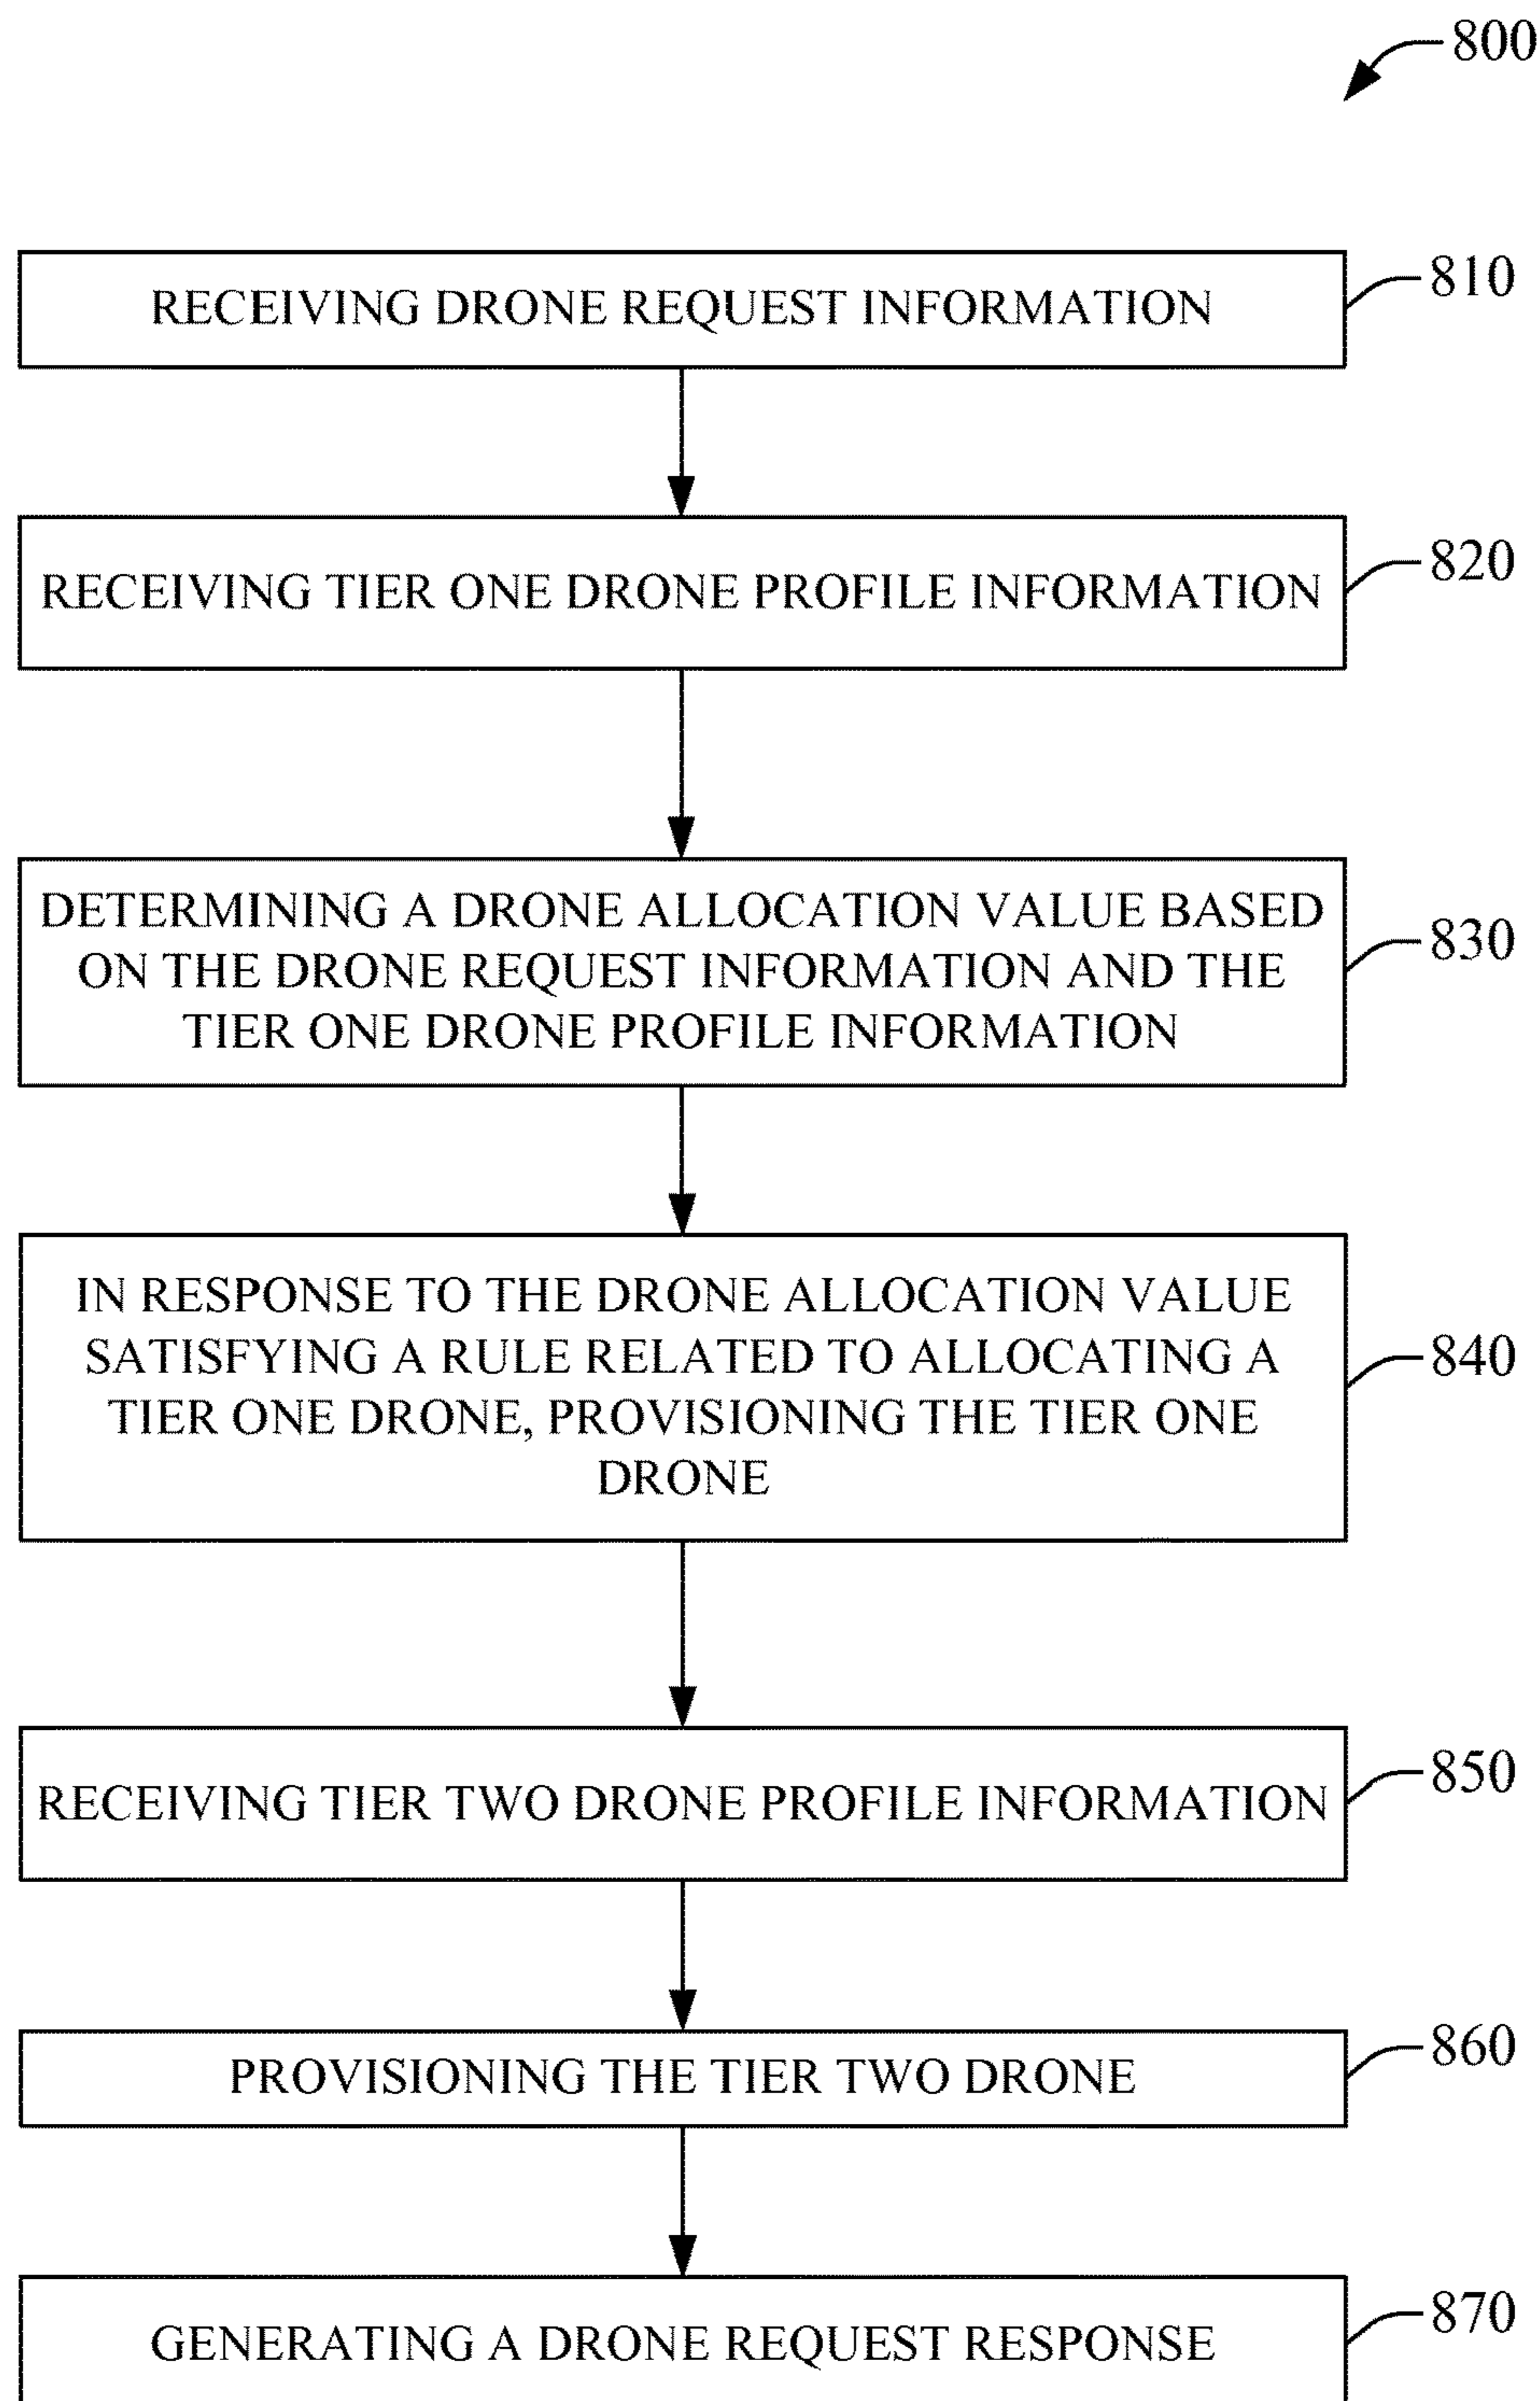 800
RECEIVING DRONE REQUEST INFORMATION
810
RECEIVING TIER ONE DRONE PROFILE INFORMATION
820
DETERMINING A DRONE ALLOCATION VALUE BASED
ON THE DRONE REQUEST INFORMATION AND THE
TIER ONE DRONE PROFILE INFORMATION
830
IN RESPONSE TO THE DRONE ALLOCATION VALUE
SATISFYING A RULE RELATED TO ALLOCATING A
TIER ONE DRONE, PROVISIONING THE TIER ONE
DRONE
840
RECEIVING TIER TWO DRONE PROFILE INFORMATION
850
PROVISIONING THE TIER TWO DRONE
860
GENERATING A DRONE REQUEST RESPONSE
870